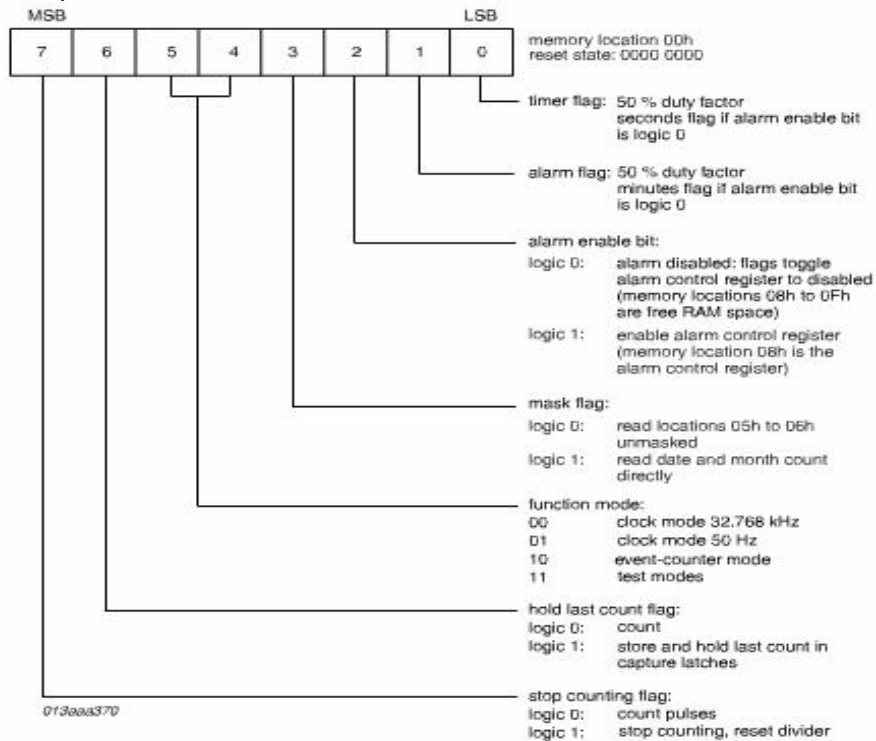 MSB LSB
7 6 5 4 3 2 1 0
memory location 00h
reset state: 0000 0000
timer flag: 50 % duty factor
seconds flag if alarm enable bit
is logic 0
alarm flag: 50 % duty factor
minutes flag if alarm enable bit
is logic 0
alarm enable bit:
logic 0: alarm disabled: flags toggle
alarm control register to disabled
(memory locations 08h to 0Fh
are free RAM space)
logic 1: enable alarm control register
(memory location 08h is the
alarm control register)
mask flag:
logic 0: read locations 05h to 06h
unmasked
logic 1: read date and month count
directly
function mode:
00 clock mode 32.768 kHz
01 clock mode 50 Hz
10 event-counter mode
11 test modes
hold last count flag:
logic 0: count
logic 1: store and hold last count in
capture latches
stop counting flag:
logic 0: count pulses
logic 1: stop counting, reset divider
013aaa370